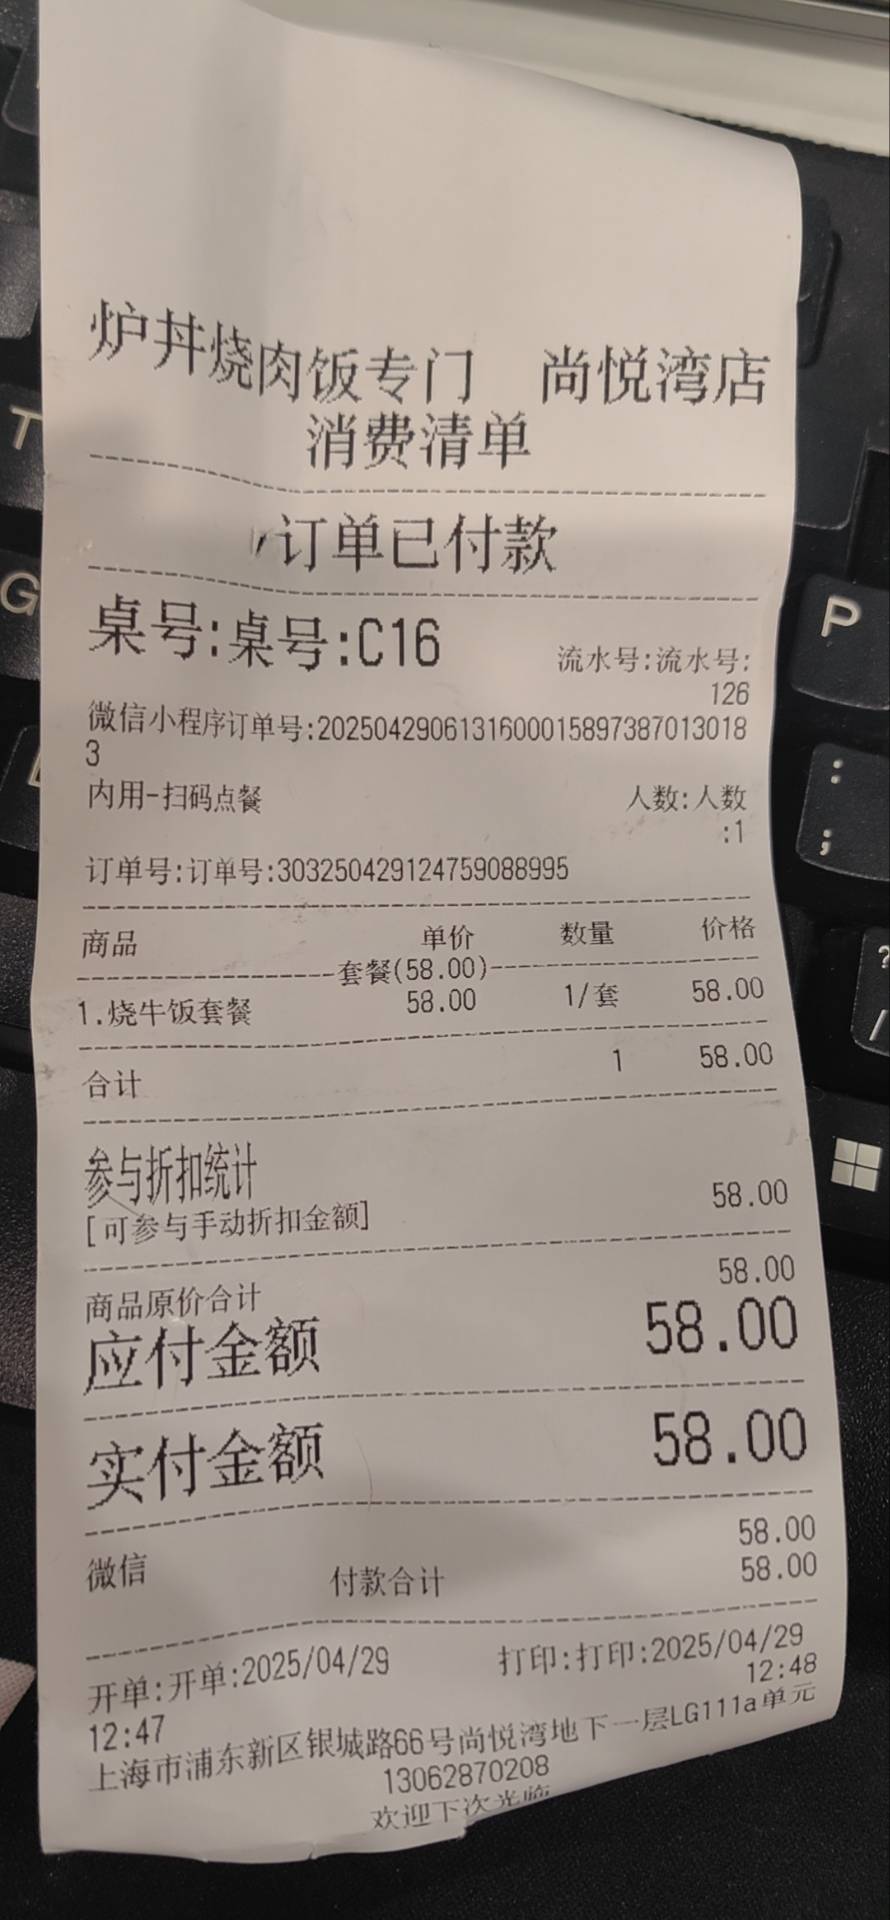 炉丼烧肉饭专门 尚悦湾店
消费清单
订单已付款
桌号:桌号:C16
流水号:流水号:
126
微信小程序订单号:2025042906131600015897387013018
3
内用-扫码点餐 人数:人数
:1
订单号:订单号:303250429124759088995
商品 单价 数量 价格
套餐(58.00)
1.烧牛饭套餐 58.00 1/套 58.00
合计 1 58.00
参与折扣统计
[可参与手动折扣金额] 58.00
商品原价合计 58.00
应付金额 58.00
实付金额 58.00
微信 58.00
付款合计 58.00
开单:开单:2025/04/29 打印:打印:2025/04/29
12:47 12:48
上海市浦东新区银城路66号尚悦湾地下一层LG111a单元
13062870208
欢迎下次光临
T
G
P
:
;
?
/